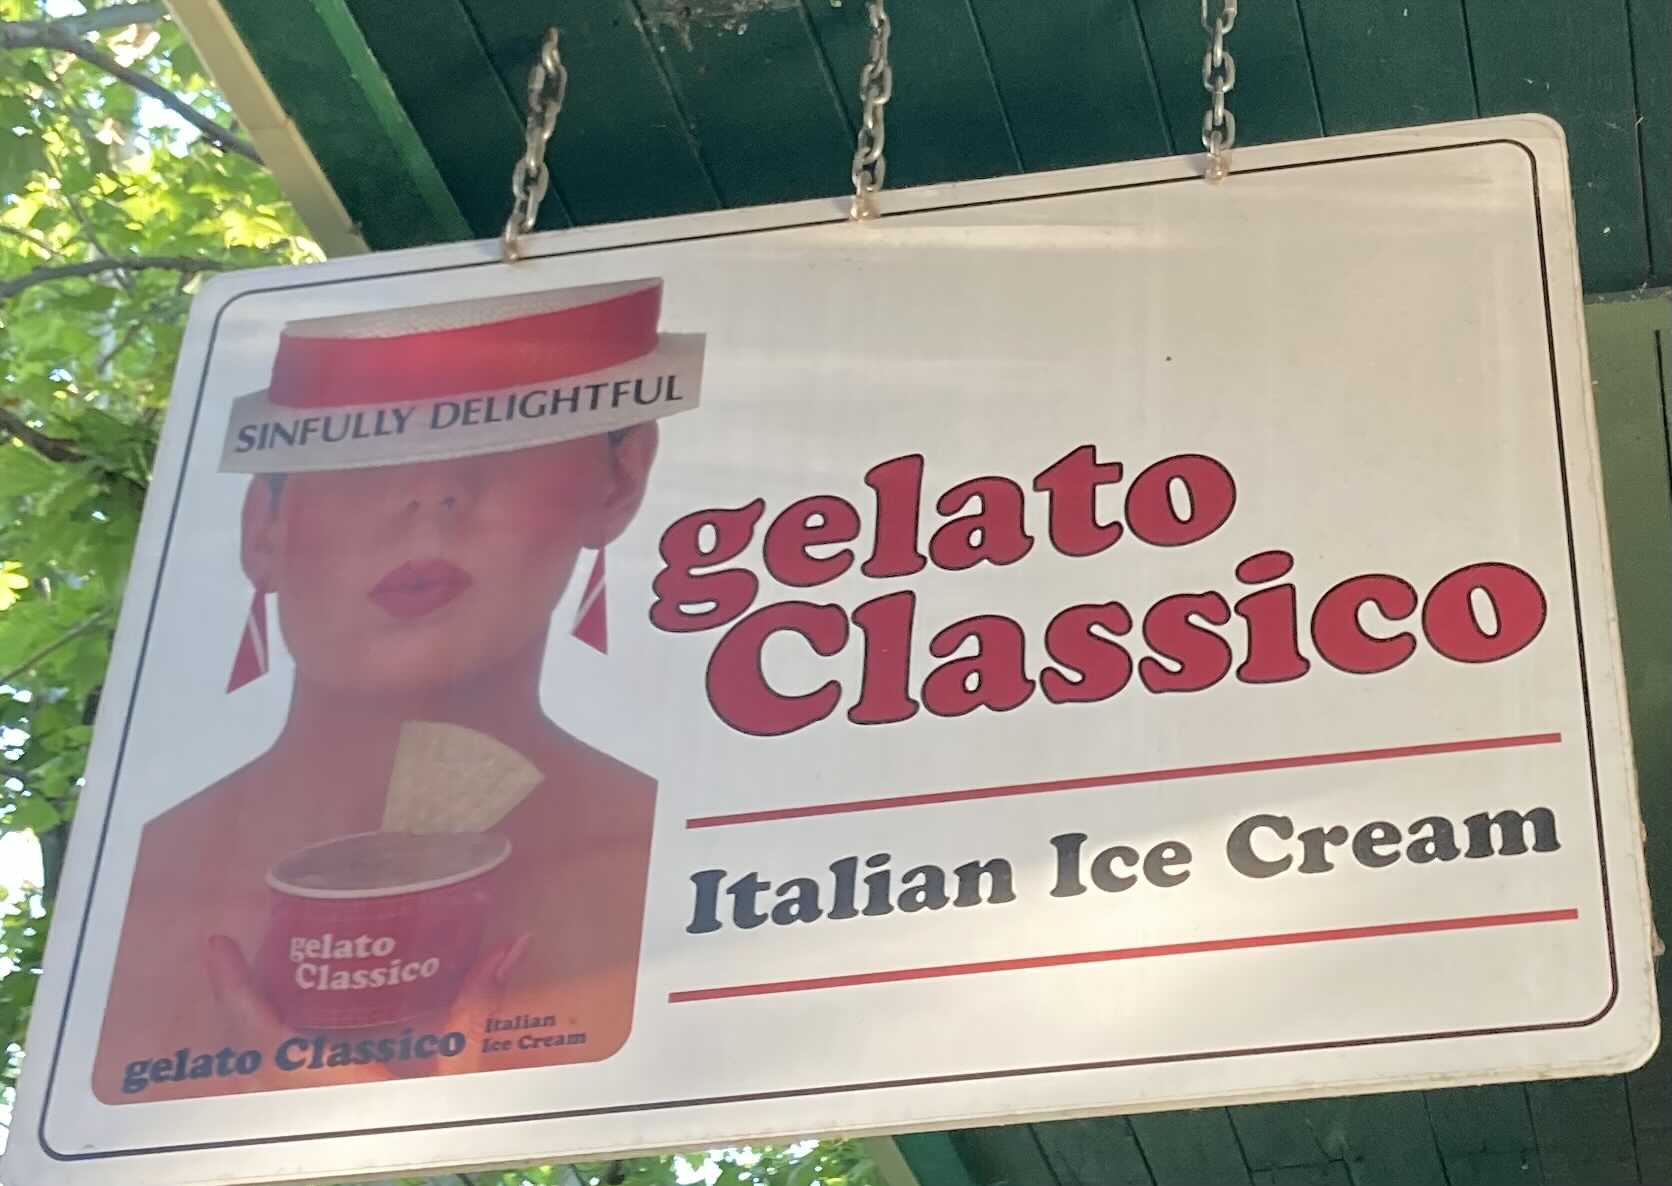 SINFULLY DELIGHTFUL
gelato
Classico
Italian Ice Cream
gelato
Classico
gelato Classico
Italian
Ice Cream